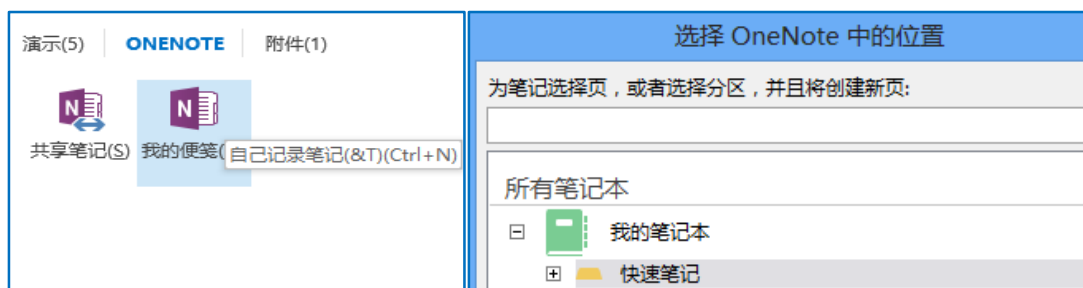 演示(5) ONENOTE 附件(1)
共享笔记(S) 我的便笺(
自己记录笔记(&T)(Ctrl+N)
选择 OneNote 中的位置
为笔记选择页，或者选择分区，并且将创建新页:
所有笔记本
我的笔记本
快速笔记